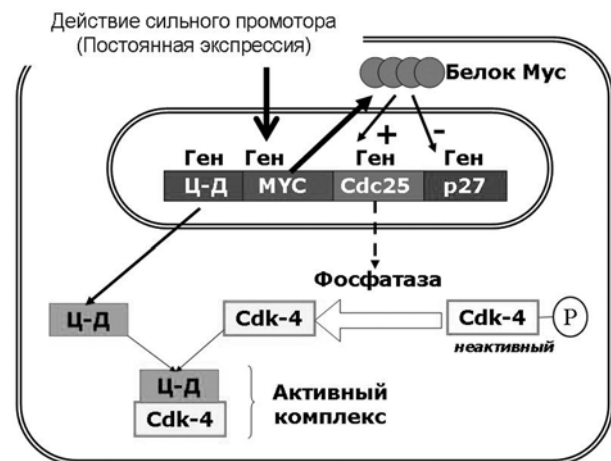 Действие сильного промотора
(Постоянная экспрессия)
Белок Мус
+ -
Ген Ген Ген Ген
Ц-Д MYC Cdc25 p27
Фосфатаза
Ц-Д Cdk-4 Cdk-4 P
неактивный
Ц-Д
Cdk-4
Активный
комплекс